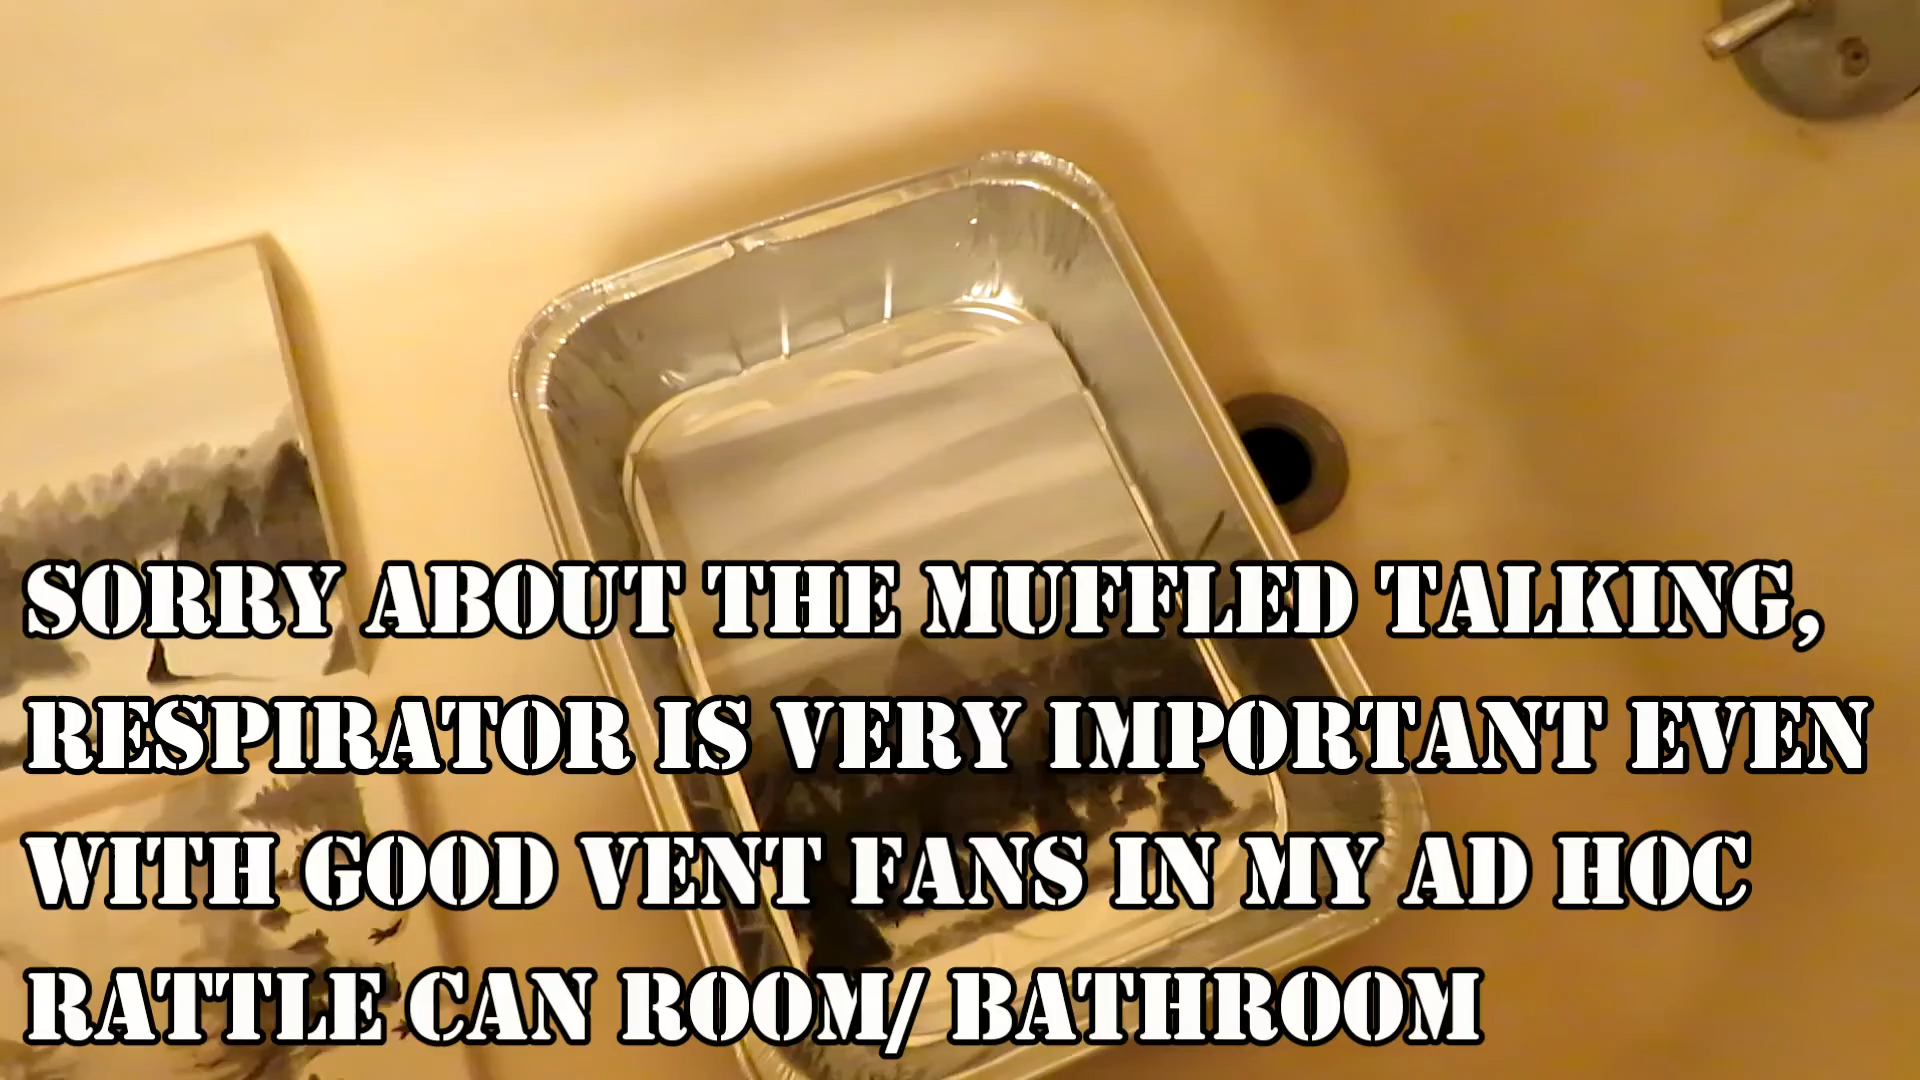 SORRY ABOUT THE MUFFLED TALKING,
RESPIRATOR IS VERY IMPORTANT EVEN
WITH GOOD VENT FANS IN MY AD HOC
RATTLE CAN ROOM/ BATHROOM